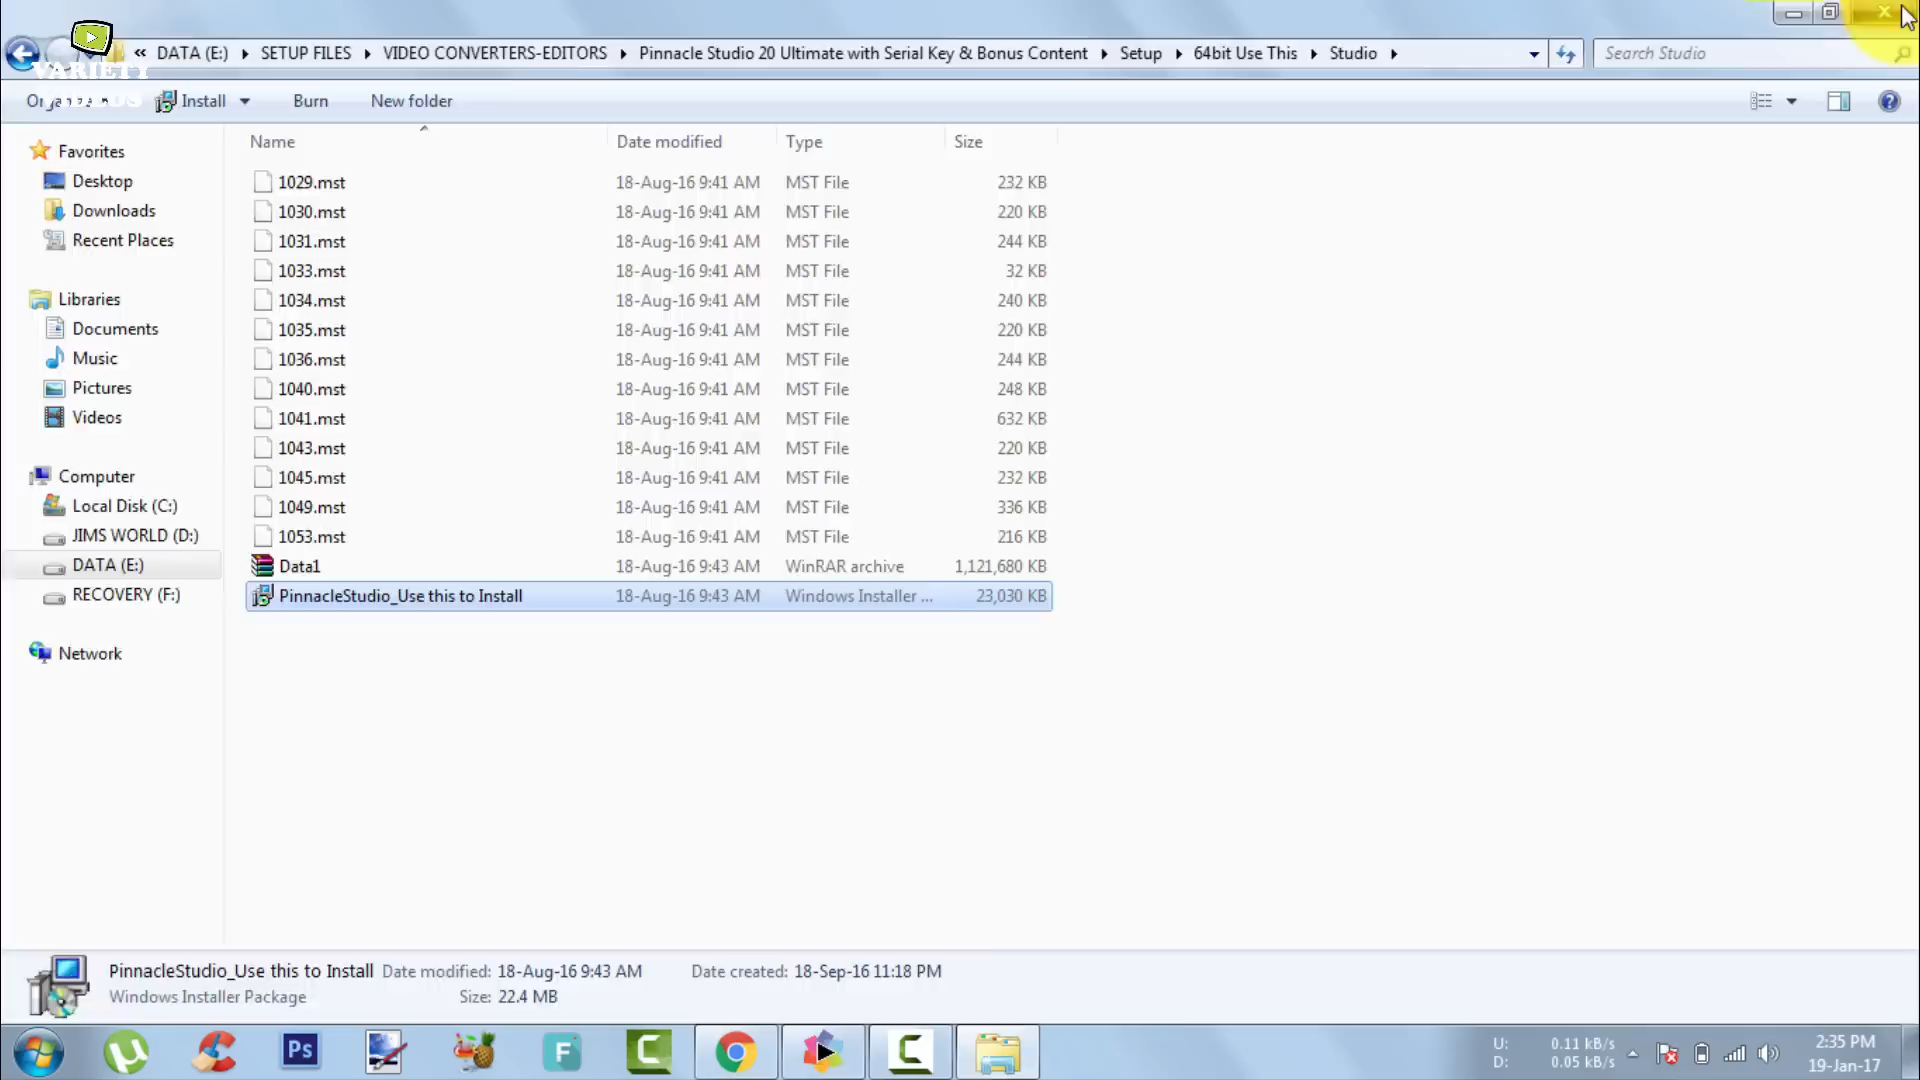 « DATA (E:) SETUP FILES VIDEO CONVERTERS-EDITORS Pinnacle Studio 20 Ultimate with Serial Key & Bonus Content Setup 64bit Use This Studio Search Studio
VARIETY
Install Burn New folder
Name Date modified Type Size
Favorites
Desktop
Downloads
Recent Places
Libraries
Documents
Music
Pictures
Videos
Computer
Local Disk (C:)
JIMS WORLD (D:)
DATA (E:)
RECOVERY (F:)
Network
1029.mst 18-Aug-16 9:41 AM MST File 232 KB
1030.mst 18-Aug-16 9:41 AM MST File 220 KB
1031.mst 18-Aug-16 9:41 AM MST File 244 KB
1033.mst 18-Aug-16 9:41 AM MST File 32 KB
1034.mst 18-Aug-16 9:41 AM MST File 240 KB
1035.mst 18-Aug-16 9:41 AM MST File 220 KB
1036.mst 18-Aug-16 9:41 AM MST File 244 KB
1040.mst 18-Aug-16 9:41 AM MST File 248 KB
1041.mst 18-Aug-16 9:41 AM MST File 632 KB
1043.mst 18-Aug-16 9:41 AM MST File 220 KB
1045.mst 18-Aug-16 9:41 AM MST File 232 KB
1049.mst 18-Aug-16 9:41 AM MST File 336 KB
1053.mst 18-Aug-16 9:41 AM MST File 216 KB
Data1 18-Aug-16 9:43 AM WinRAR archive 1,121,680 KB
PinnacleStudio_Use this to Install 18-Aug-16 9:43 AM Windows Installer ... 23,030 KB
PinnacleStudio_Use this to Install Date modified: 18-Aug-16 9:43 AM Date created: 18-Sep-16 11:18 PM
Windows Installer Package Size: 22.4 MB
Ps
F
U: 0.11 kB/s
D: 0.05 kB/s
2:35 PM
19-Jan-17